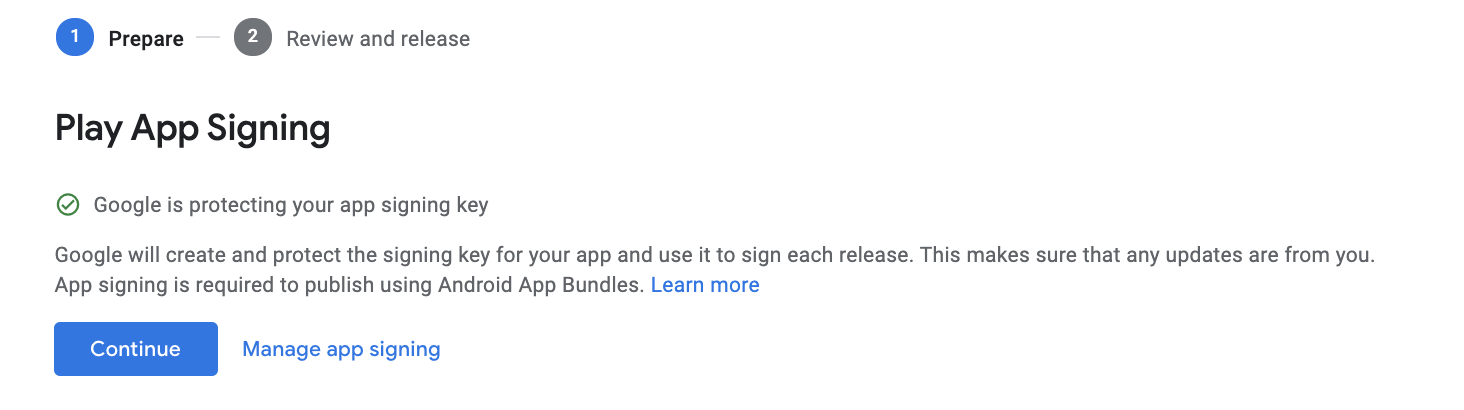 1 Prepare 2 Review and release
Play App Signing
Google is protecting your app signing key
Google will create and protect the signing key for your app and use it to sign each release. This makes sure that any updates are from you.
App signing is required to publish using Android App Bundles. Learn more
Continue Manage app signing